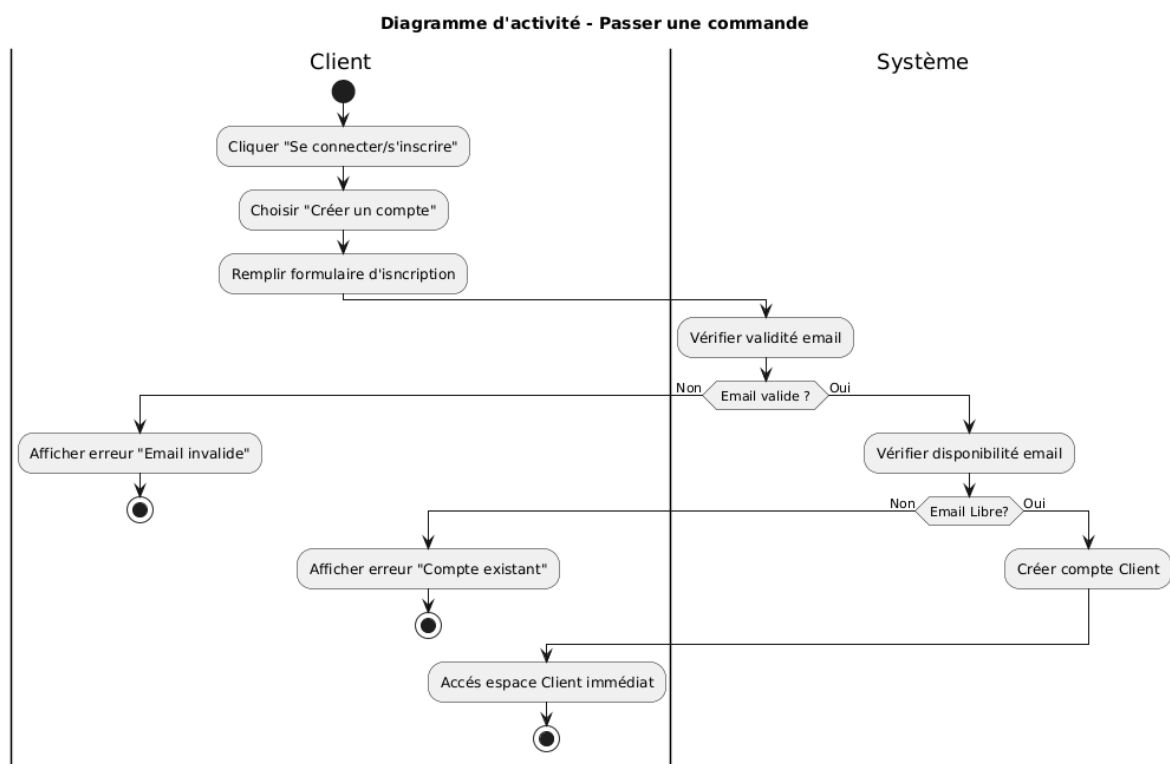 Diagramme d'activité - Passer une commande
Client
Système
Cliquer "Se connecter/s'inscrire"
Choisir "Créer un compte"
Remplir formulaire d'isncription
Vérifier validité email
Non
Email valide ?
Oui
Afficher erreur "Email invalide"
Vérifier disponibilité email
Non
Email Libre?
Oui
Afficher erreur "Compte existant"
Créer compte Client
Accés espace Client immédiat